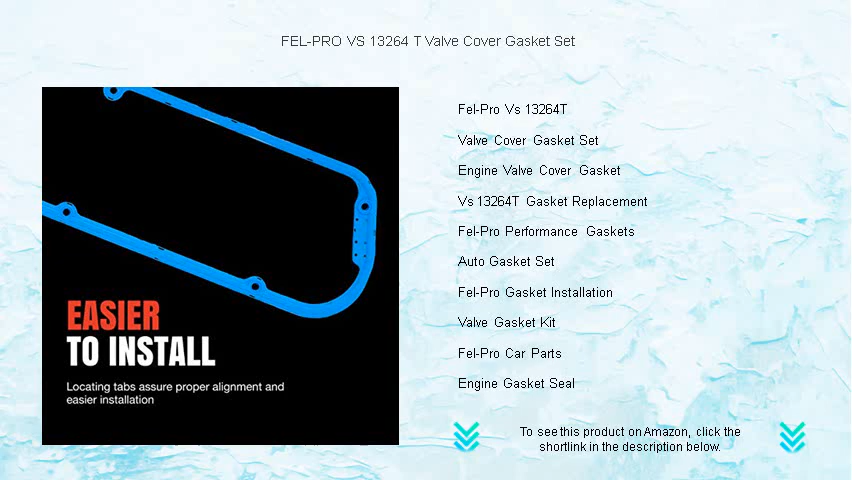 FEL-PRO VS 13264 T Valve Cover Gasket Set
EASIER
TO INSTALL
Locating tabs assure proper alignment and
easier installation
Fel-Pro Vs 13264T
Valve Cover Gasket Set
Engine Valve Cover Gasket
Vs 13264T Gasket Replacement
Fel-Pro Performance Gaskets
Auto Gasket Set
Fel-Pro Gasket Installation
Valve Gasket Kit
Fel-Pro Car Parts
Engine Gasket Seal
To see this product on Amazon, click the
shortlink in the description below.